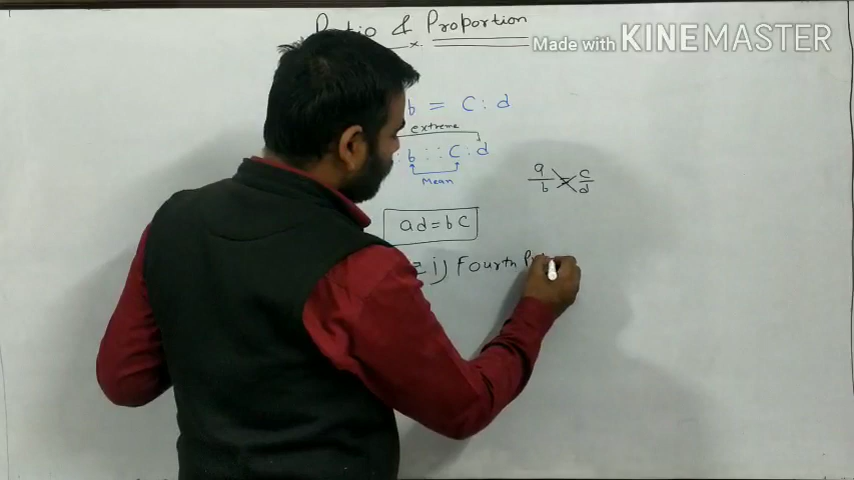 Ratio & Proportion
Made with KINEMASTER
b = C : d
extreme
: b :: C : d
Mean
a/b = c/d
ad = bc
i) Fourth